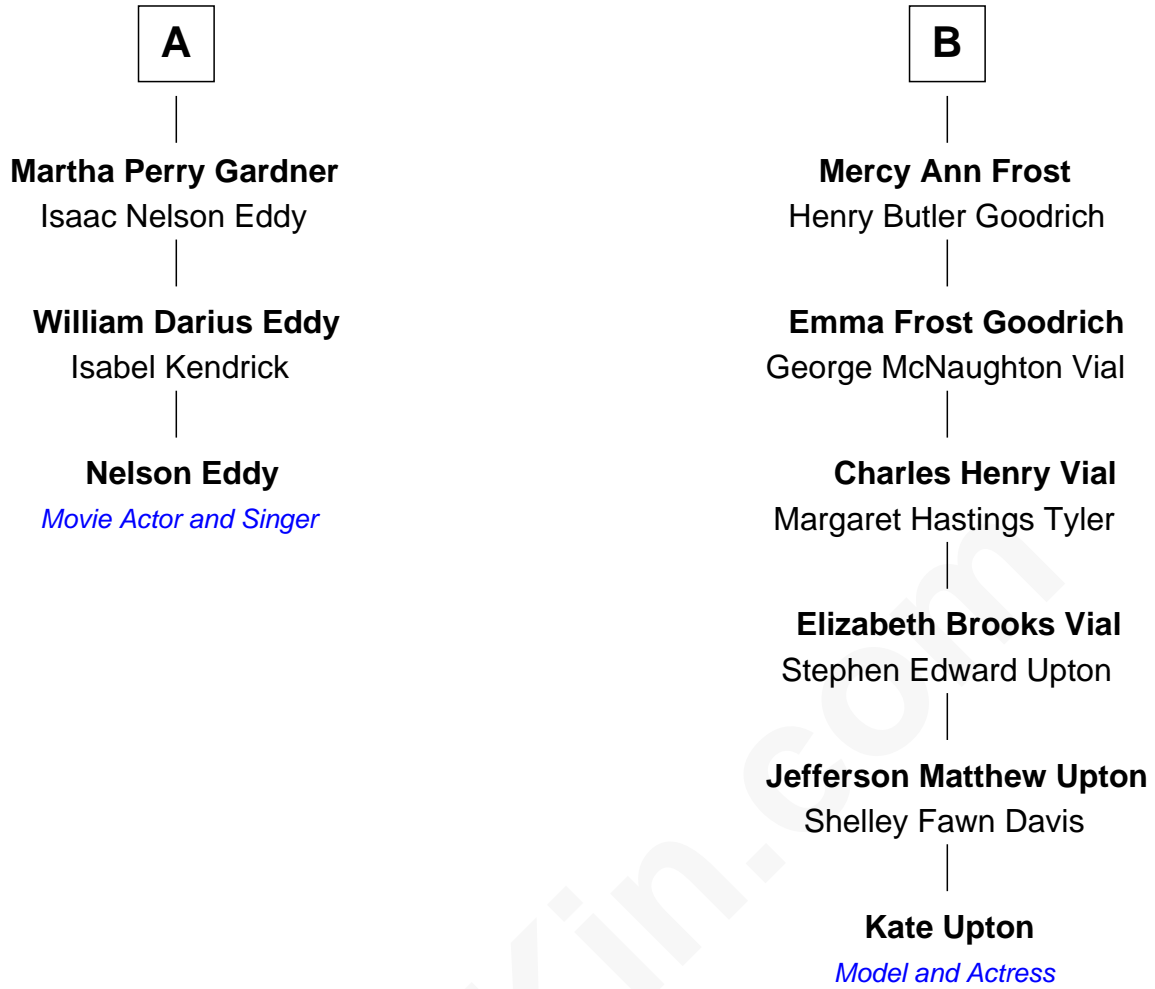 A
Martha Perry Gardner
Isaac Nelson Eddy
William Darius Eddy
Isabel Kendrick
Nelson Eddy
Movie Actor and Singer
B
Mercy Ann Frost
Henry Butler Goodrich
Emma Frost Goodrich
George McNaughton Vial
Charles Henry Vial
Margaret Hastings Tyler
Elizabeth Brooks Vial
Stephen Edward Upton
Jefferson Matthew Upton
Shelley Fawn Davis
Kate Upton
Model and Actress
Kin.com